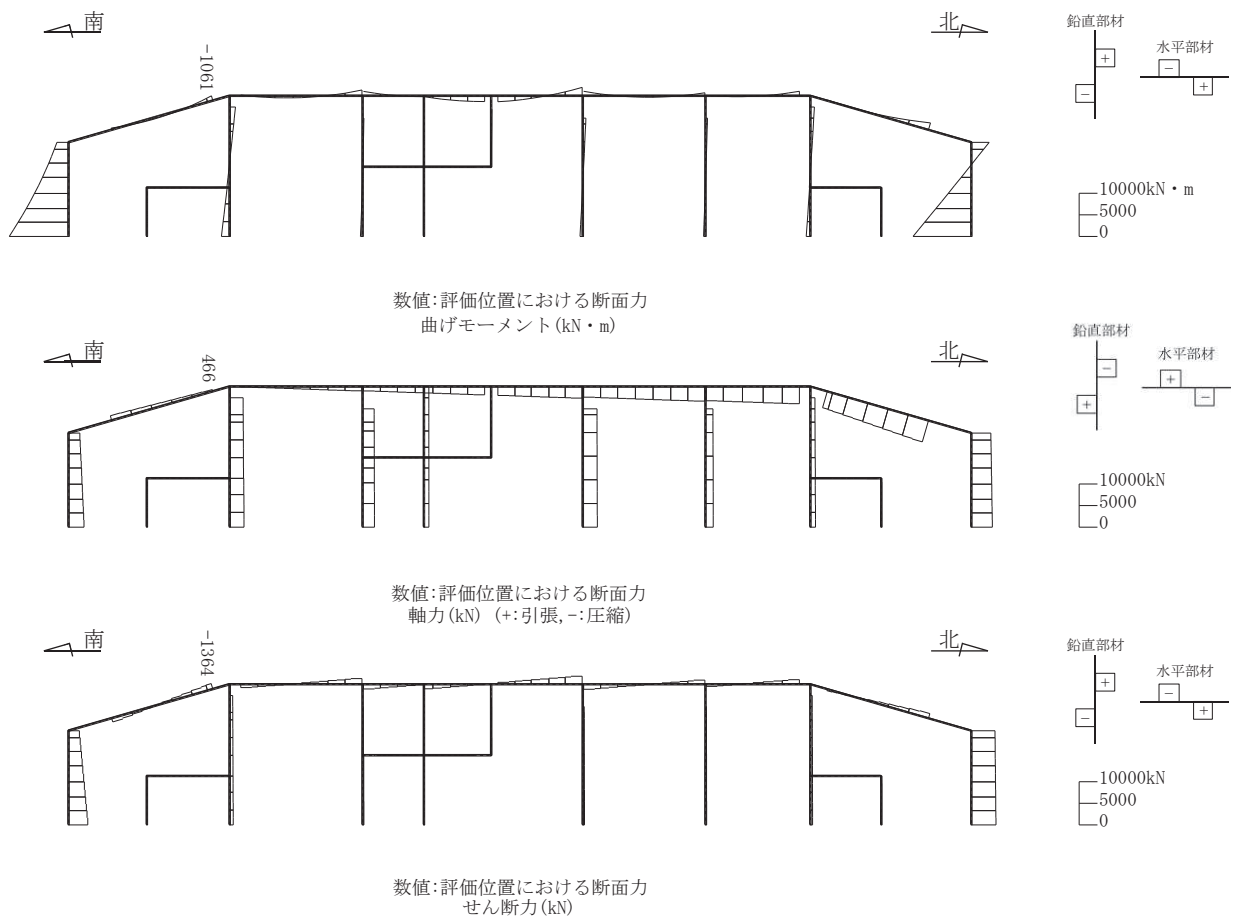 南
北
鉛直部材
水平部材
-1061
+
-
-
+
10000kN・m
5000
0
数値:評価位置における断面力
曲げモーメント(kN・m)
南
北
鉛直部材
水平部材
466
-
+
+
-
10000kN
5000
0
数値:評価位置における断面力
軸力(kN) (+:引張,-:圧縮)
南
北
鉛直部材
水平部材
-1364
+
-
-
+
10000kN
5000
0
数値:評価位置における断面力
せん断力(kN)